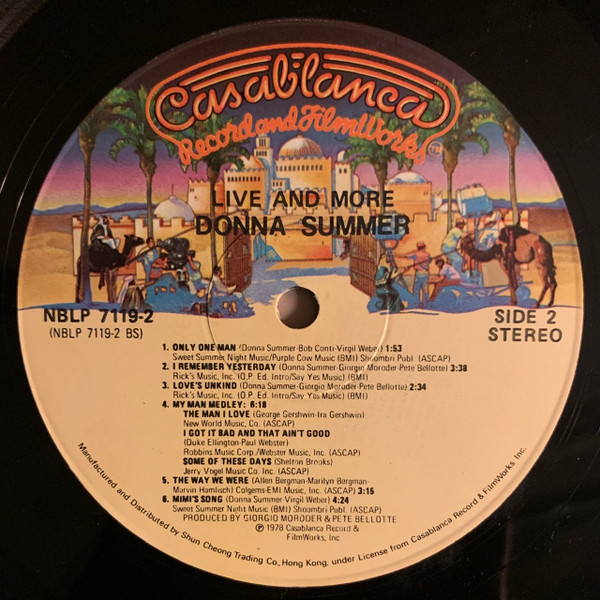 Casablanca
Record and FilmWorks
LIVE AND MORE
DONNA SUMMER
NBLP 7119-2
(NBLP 7119-2 BS)
SIDE 2
STEREO
1. ONLY ONE MAN (Donna Summer-Bob Conti-Virgil Weber) 1:53
Sweet Summer Night Music/Purple Cow Music (BMI) Shoombri Publ. (ASCAP)
2. I REMEMBER YESTERDAY (Donna Summer-Giorgio Moroder-Pete Bellotte) 3:38
Rick's Music, Inc. (O.P. Ed. Intro/Say Yes Music) (BMI)
3. LOVE'S UNKIND (Donna Summer-Giorgio Moroder-Pete Bellotte) 2:34
Rick's Music, Inc. (O.P. Ed. Intro/Say Yes Music) (BMI)
4. MY MAN MEDLEY: 6:18
THE MAN I LOVE (George Gershwin-Ira Gershwin)
New World Music, Co. (ASCAP)
I GOT IT BAD AND THAT AIN'T GOOD
(Duke Ellington-Paul Webster)
Robbins Music Corp./Webster Music, Inc. (ASCAP)
SOME OF THESE DAYS (Shelton Brooks)
Jerry Vogel Music Co. Inc. (ASCAP)
5. THE WAY WE WERE (Allen Bergman-Marilyn Bergman-
Marvin Hamlisch) Colgems-EMI Music, Inc. (ASCAP) 3:15
6. MIMI'S SONG (Donna Summer-Virgil Weber) 4:24
Sweet Summer Night Music (BMI) Shoombri Publ. (ASCAP)
PRODUCED BY GIORGIO MORODER & PETE BELLOTTE
℗ 1978 Casablanca Record &
FilmWorks, Inc
Manufactured and Distributed by Shun Cheong Trading Co., Hong Kong, under License from Casablanca Record & FilmWorks Inc.